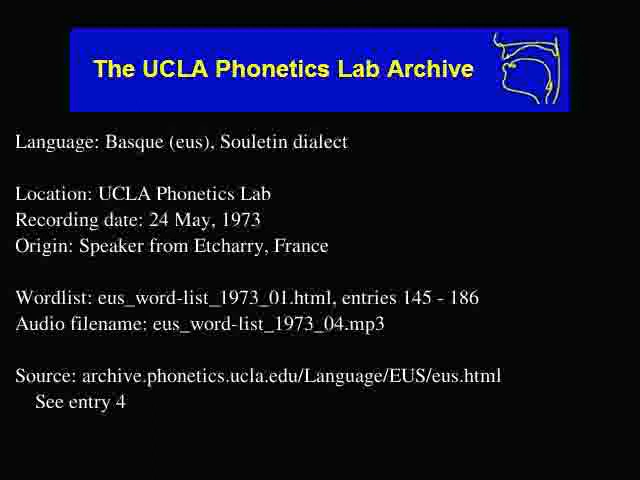 The UCLA Phonetics Lab Archive
Language: Basque (eus), Souletin dialect
Location: UCLA Phonetics Lab
Recording date: 24 May, 1973
Origin: Speaker from Etcharry, France
Wordlist: eus_word-list_1973_01.html, entries 145 - 186
Audio filename: eus_word-list_1973_04.mp3
Source: archive.phonetics.ucla.edu/Language/EUS/eus.html
See entry 4